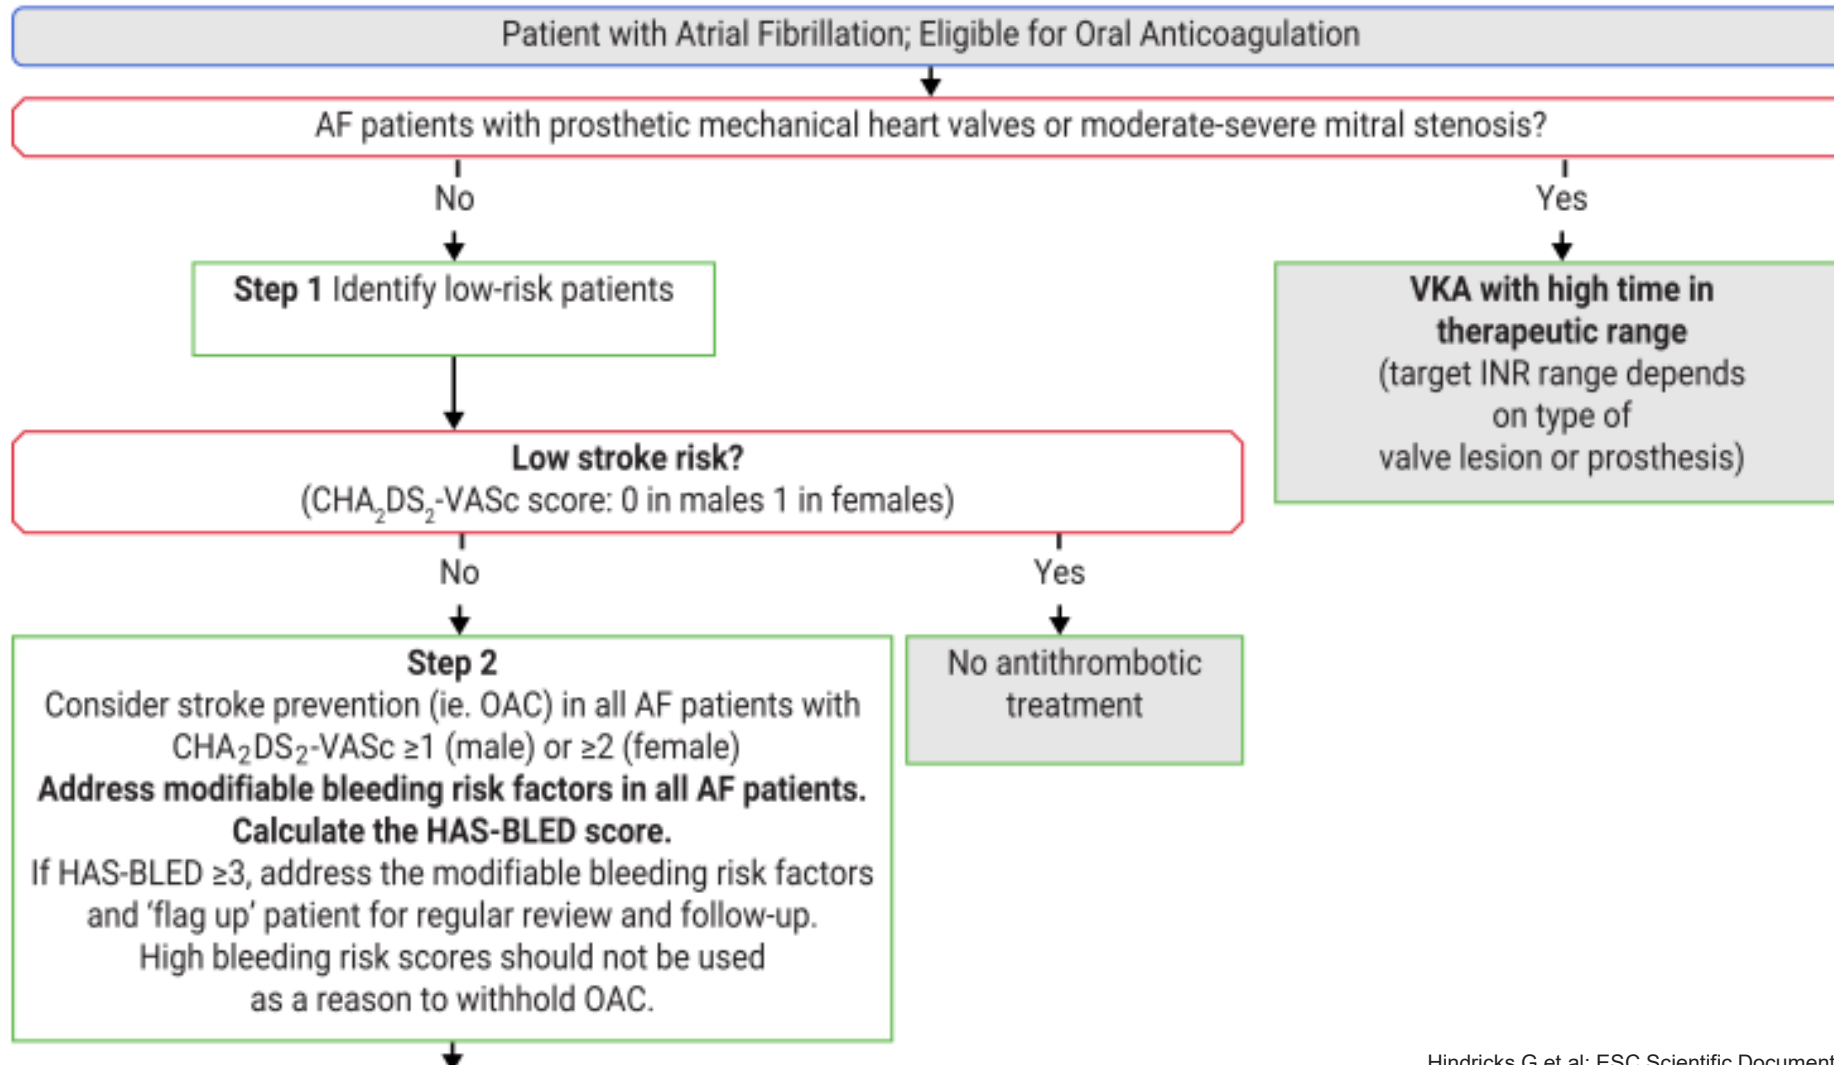 Patient with Atrial Fibrillation; Eligible for Oral Anticoagulation
AF patients with prosthetic mechanical heart valves or moderate-severe mitral stenosis?
No
Yes
Step 1 Identify low-risk patients
VKA with high time in
therapeutic range
(target INR range depends
on type of
valve lesion or prosthesis)
Low stroke risk?
(CHA₂DS₂-VASc score: 0 in males 1 in females)
No
Yes
Step 2
Consider stroke prevention (ie. OAC) in all AF patients with
CHA₂DS₂-VASc ≥1 (male) or ≥2 (female)
Address modifiable bleeding risk factors in all AF patients.
Calculate the HAS-BLED score.
If HAS-BLED ≥3, address the modifiable bleeding risk factors
and ‘flag up’ patient for regular review and follow-up.
High bleeding risk scores should not be used
as a reason to withhold OAC.
No antithrombotic
treatment
Hindricks G et al; ESC Scientific Document